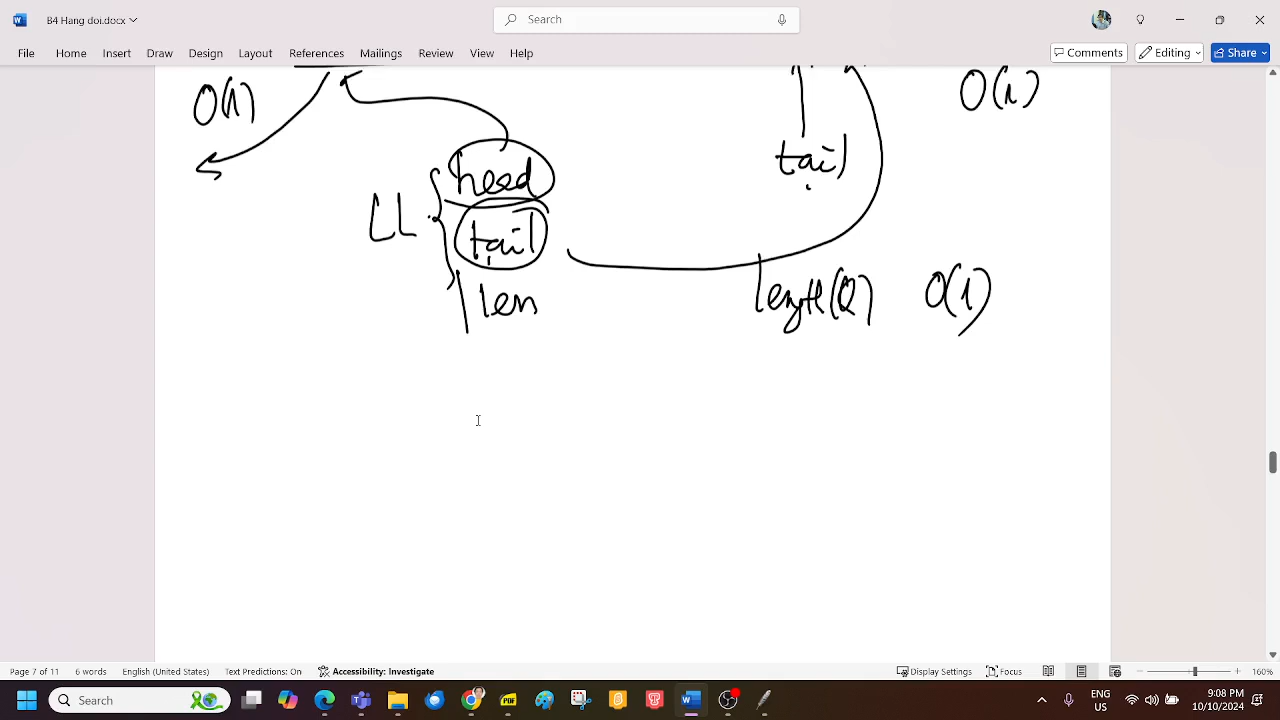 B4 Hang doi.docx
Search
File Home Insert Draw Design Layout References Mailings Review View Help
Comments Editing Share
O(1) O(1)
head
tail
LL tail
len length(Q) O(1)
Page 7 of 11 6 words English (United States) Text Predictions: On Accessibility: Investigate Display Settings Focus 160%
Search
PDF
ENG
US
9:08 PM
10/10/2024